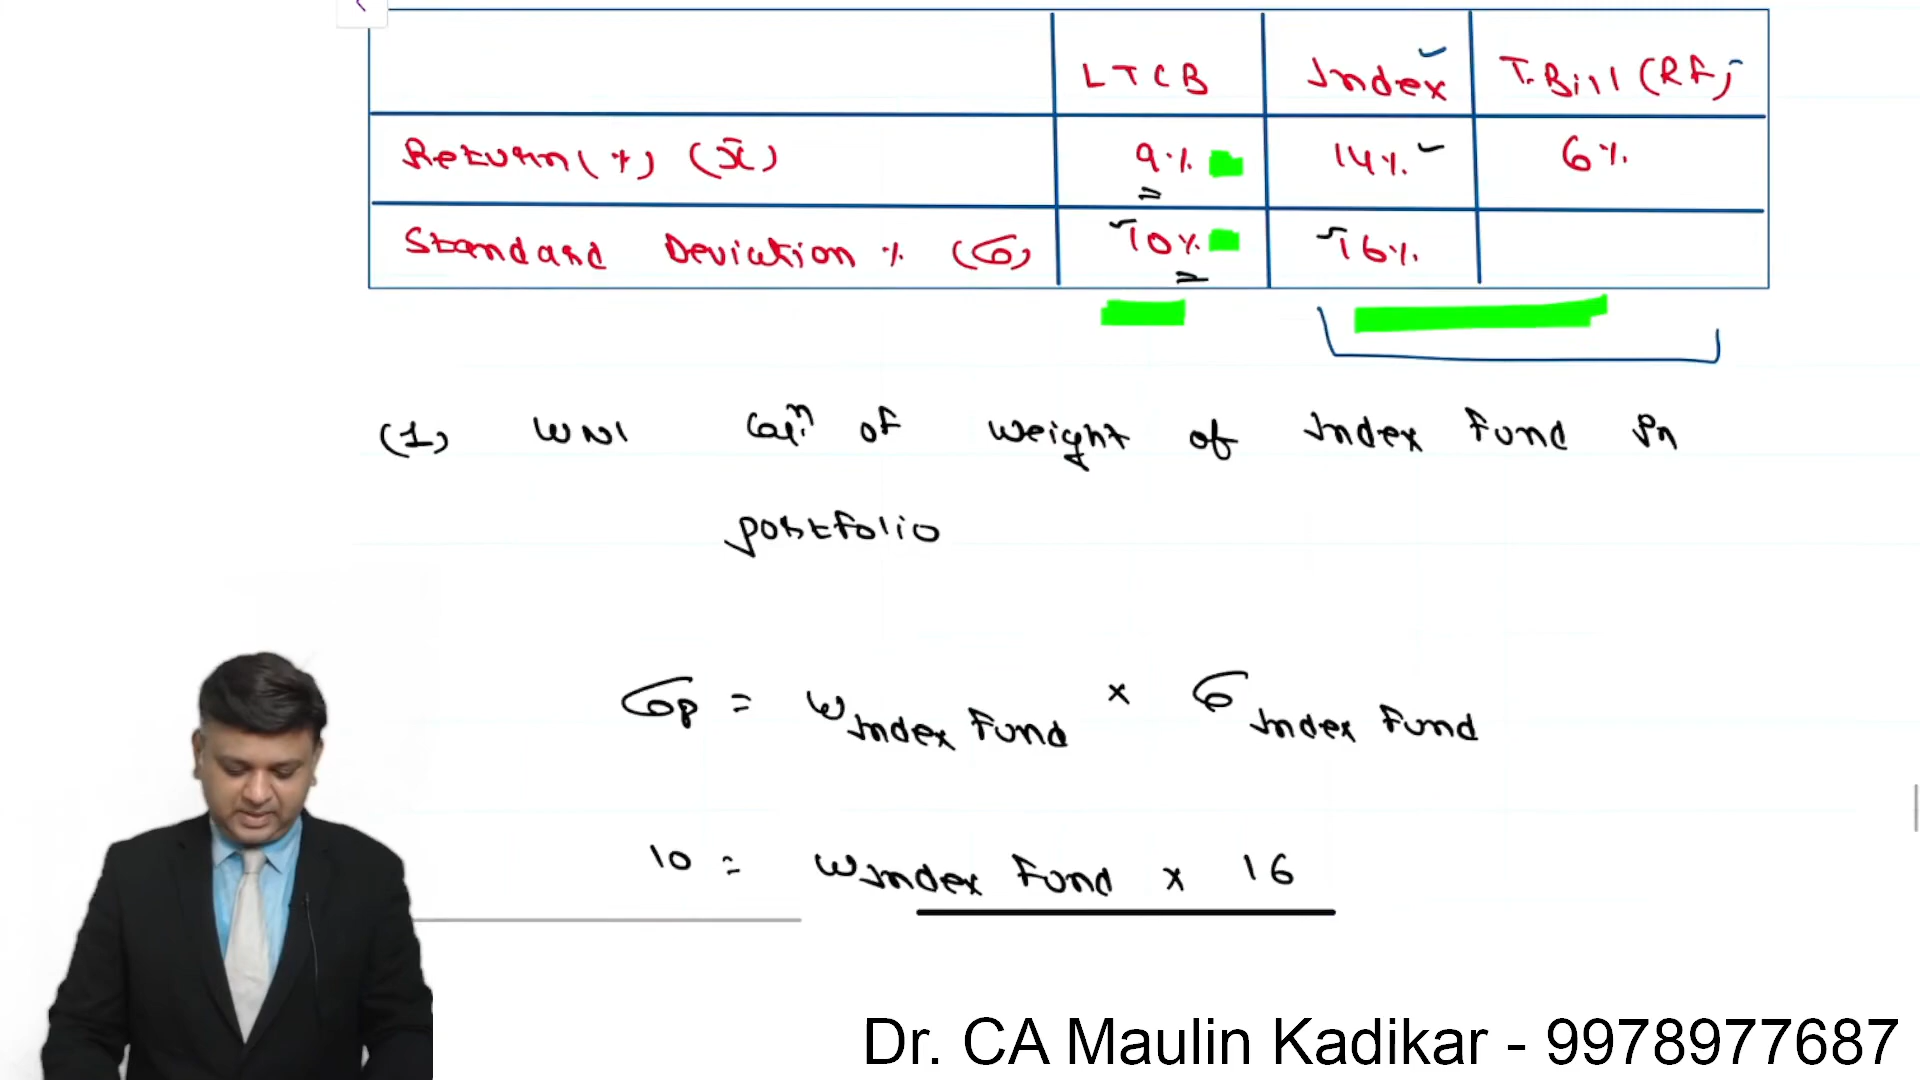 LTCB Index T.Bill (RF)
Return (%) (x̄) 9% 14% 6%
Standard Deviation % (σ) 10% 16%
(1) WN1 Calⁿ of weight of Index Fund in
portfolio
σp = W Index Fund × σ Index Fund
10 = W Index Fund × 16
Dr. CA Maulin Kadikar - 9978977687